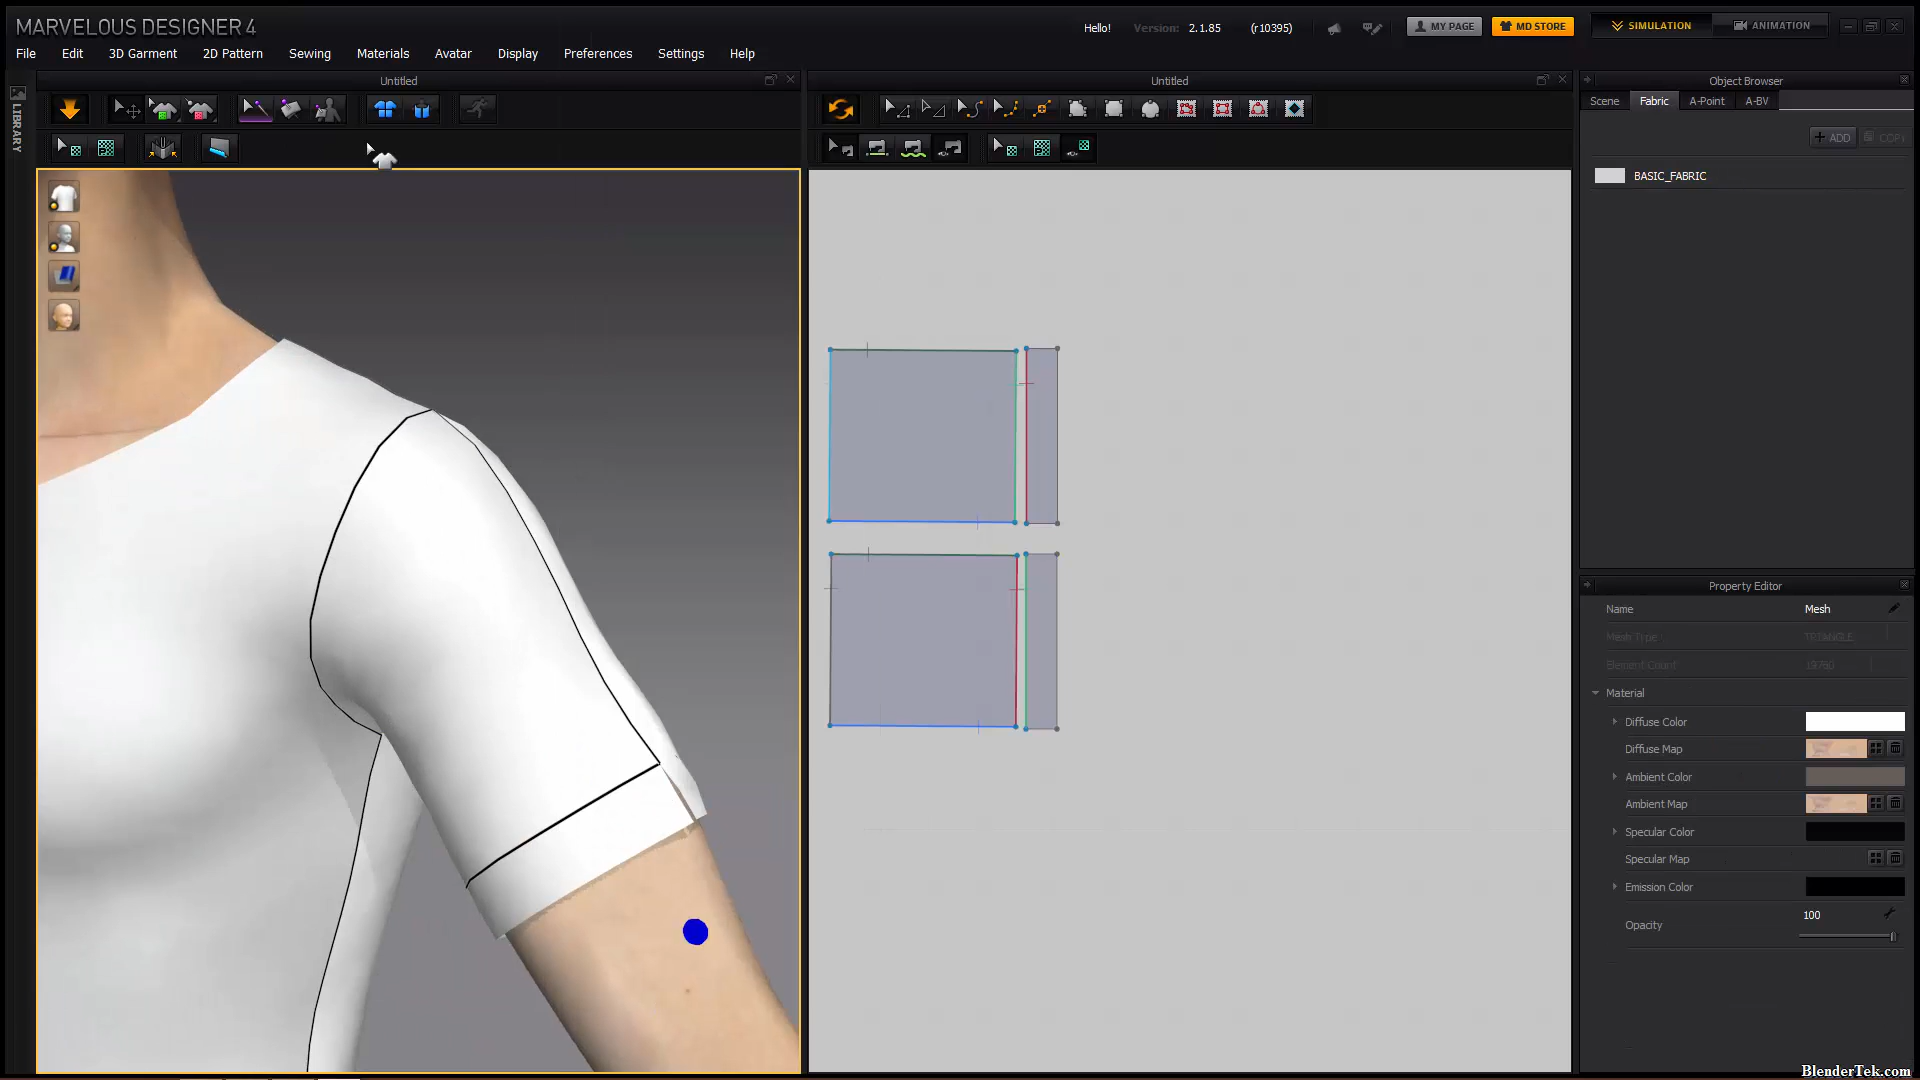 MARVELOUS DESIGNER 4
Hello! Version: 2.1.85 (r10395) MY PAGE MD STORE SIMULATION ANIMATION
File Edit 3D Garment 2D Pattern Sewing Materials Avatar Display Preferences Settings Help
LIBRARY
Untitled
Untitled
Object Browser
Scene Fabric A-Point A-BV
+ ADD COPY
BASIC_FABRIC
Property Editor
Name Mesh
Mesh Type TRIANGLE
Element Count 19760
Material
Diffuse Color
Diffuse Map
Ambient Color
Ambient Map
Specular Color
Specular Map
Emission Color
Opacity 100
BlenderTek.com